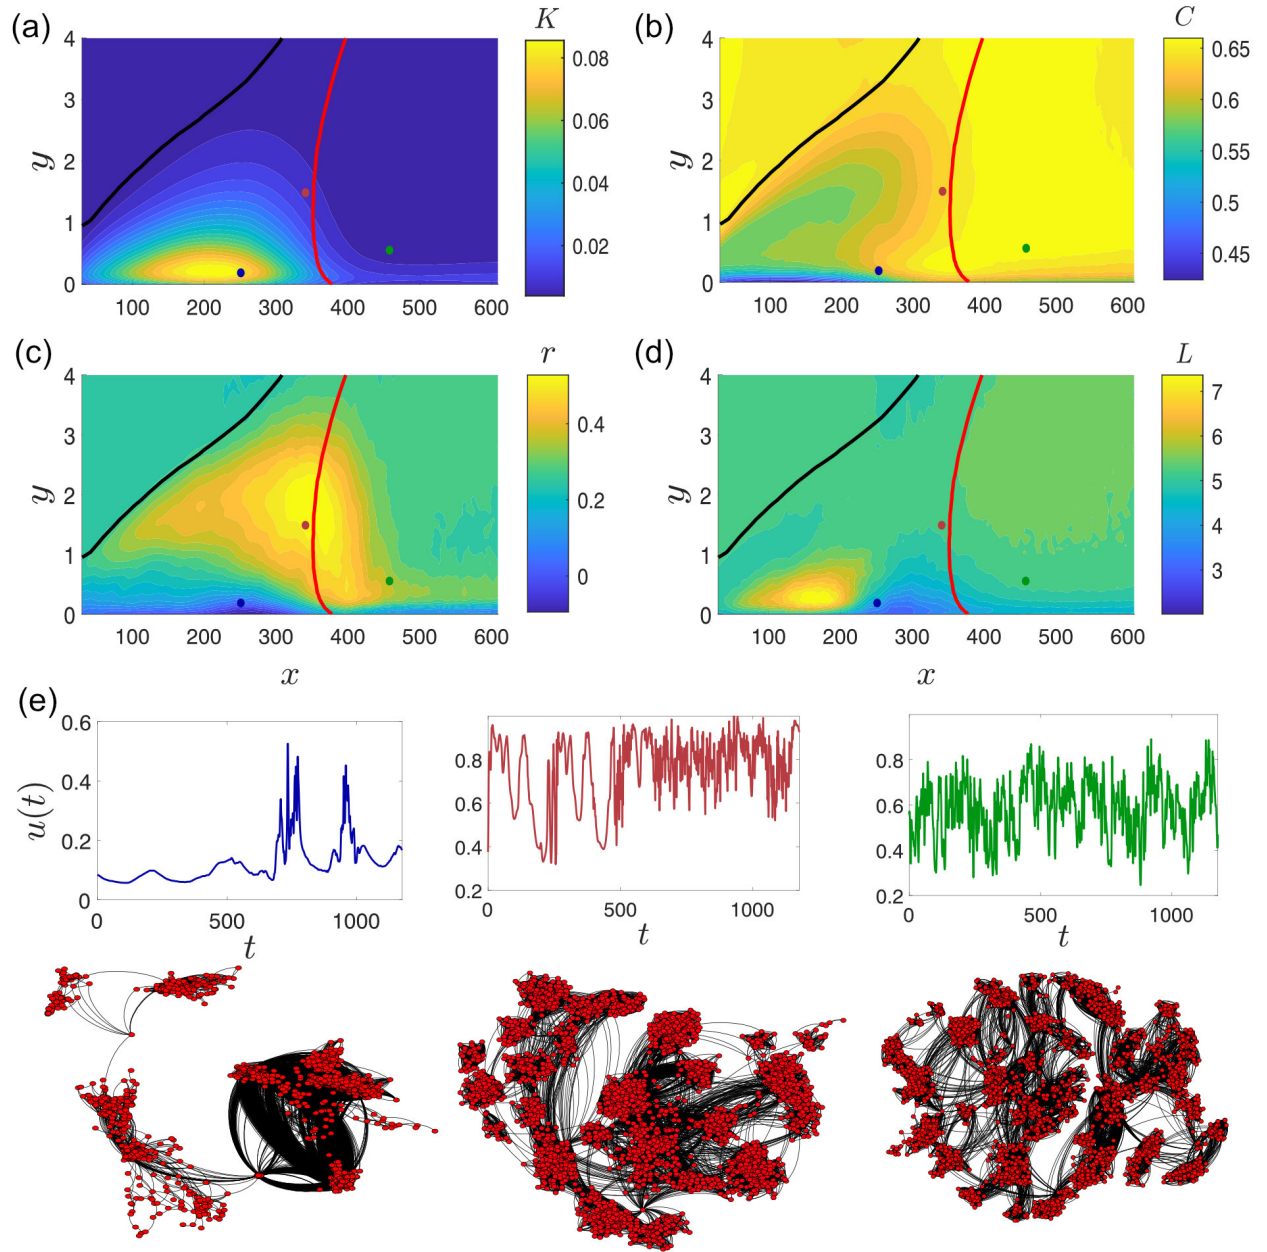 (a) K (b) C
4 3 2 1 0 y 0.08 0.06 0.04 0.02
100 200 300 400 500 600
4 3 2 1 0 y 0.65 0.6 0.55 0.5 0.45
100 200 300 400 500 600
(c) r (d) L
4 3 2 1 0 y 0.4 0.2 0
100 200 300 400 500 600
x
4 3 2 1 0 y 7 6 5 4 3
100 200 300 400 500 600
x
(e)
0.6 0.4 0.2 0 u(t)
0 500 1000
t
0.8 0.6 0.4 0.2
0 500 1000
t
0.8 0.6 0.4 0.2
0 500 1000
t